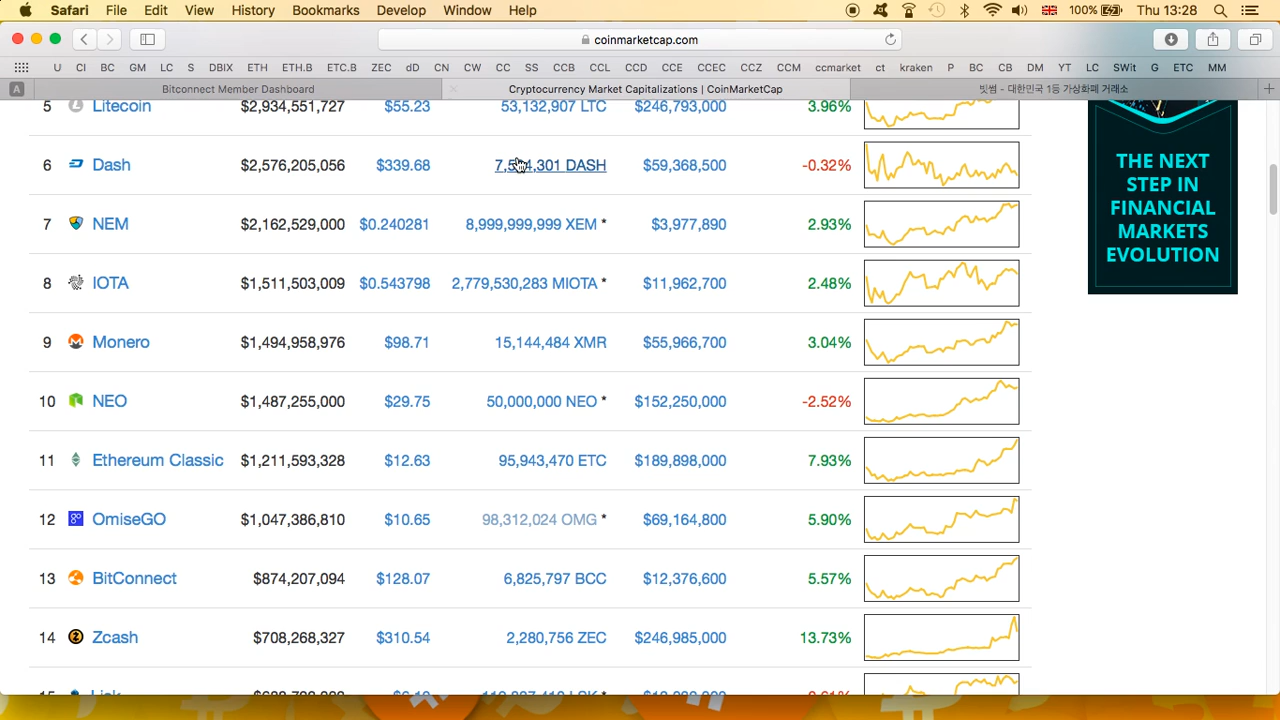 Safari File Edit View History Bookmarks Develop Window Help 100% Thu 13:28
coinmarketcap.com
U CI BC GM LC S DBIX ETH ETH.B ETC.B ZEC dD CN CW CC SS CCB CCL CCD CCE CCEC CCZ CCM ccmarket ct kraken P BC CB DM YT LC SWit G ETC MM
A Bitconnect Member Dashboard Cryptocurrency Market Capitalizations | CoinMarketCap 빗썸 - 대한민국 1등 가상화폐 거래소
5 Litecoin $2,934,551,727 $55.23 53,132,907 LTC $246,793,000 3.96%
6 Dash $2,576,205,056 $339.68 DASH $59,368,500 -0.32%
7 NEM $2,162,529,000 $0.240281 8,999,999,999 XEM * $3,977,890 2.93%
8 IOTA $1,511,503,009 $0.543798 2,779,530,283 MIOTA * $11,962,700 2.48%
9 Monero $1,494,958,976 $98.71 15,144,484 XMR $55,966,700 3.04%
10 NEO $1,487,255,000 $29.75 50,000,000 NEO * $152,250,000 -2.52%
11 Ethereum Classic $1,211,593,328 $12.63 95,943,470 ETC $189,898,000 7.93%
12 OmiseGO $1,047,386,810 $10.65 98,312,024 OMG * $69,164,800 5.90%
13 BitConnect $874,207,094 $128.07 6,825,797 BCC $12,376,600 5.57%
14 Zcash $708,268,327 $310.54 2,280,756 ZEC $246,985,000 13.73%
THE NEXT
STEP IN
FINANCIAL
MARKETS
EVOLUTION